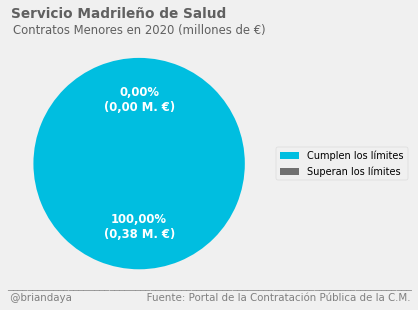 Servicio Madrileño de Salud
Contratos Menores en 2020 (millones de €)
0,00%
(0,00 M. €)
Cumplen los límites
Superan los límites
100,00%
(0,38 M. €)
@briandaya
Fuente: Portal de la Contratación Pública de la C.M.